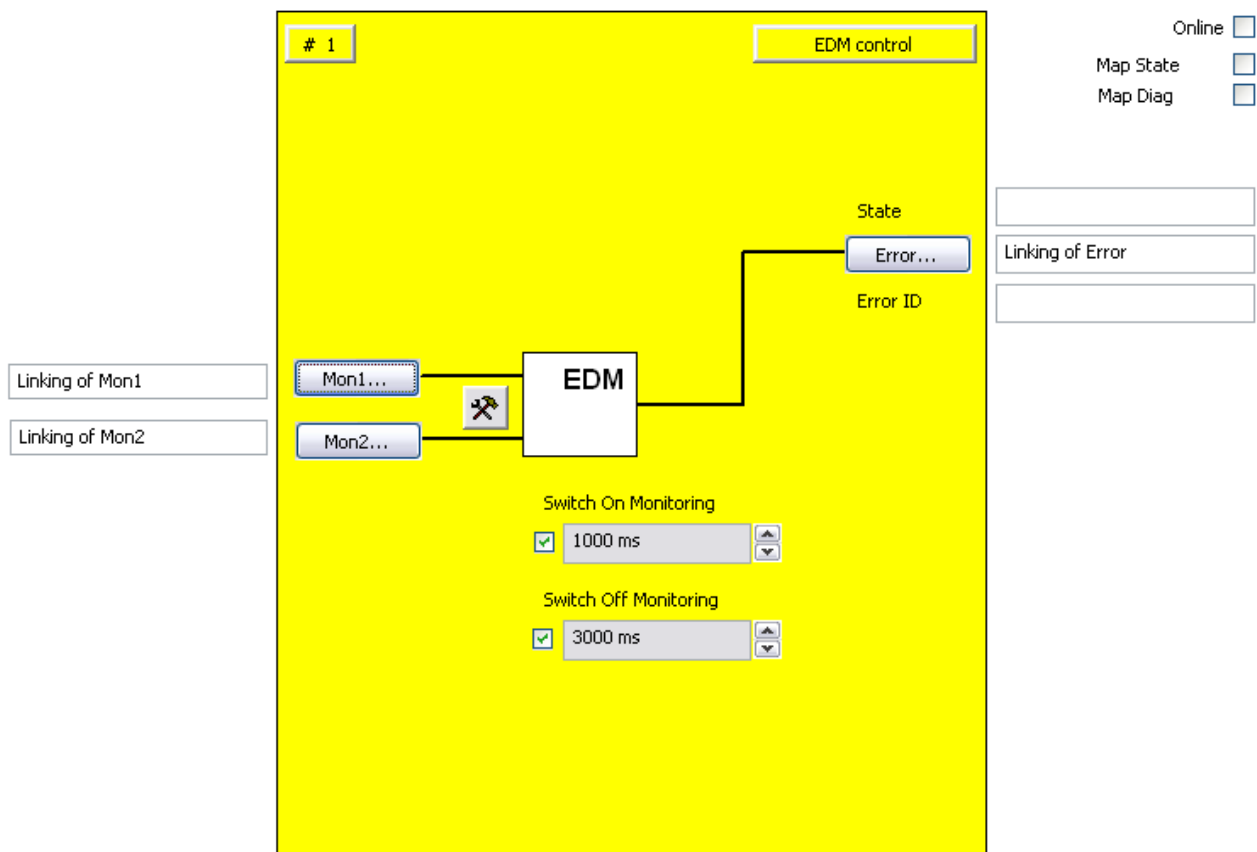 # 1
EDM control
Online
Map State
Map Diag
State
Error...
Linking of Error
Error ID
Linking of Mon1
Mon1...
EDM
Linking of Mon2
Mon2...
Switch On Monitoring
1000 ms
Switch Off Monitoring
3000 ms